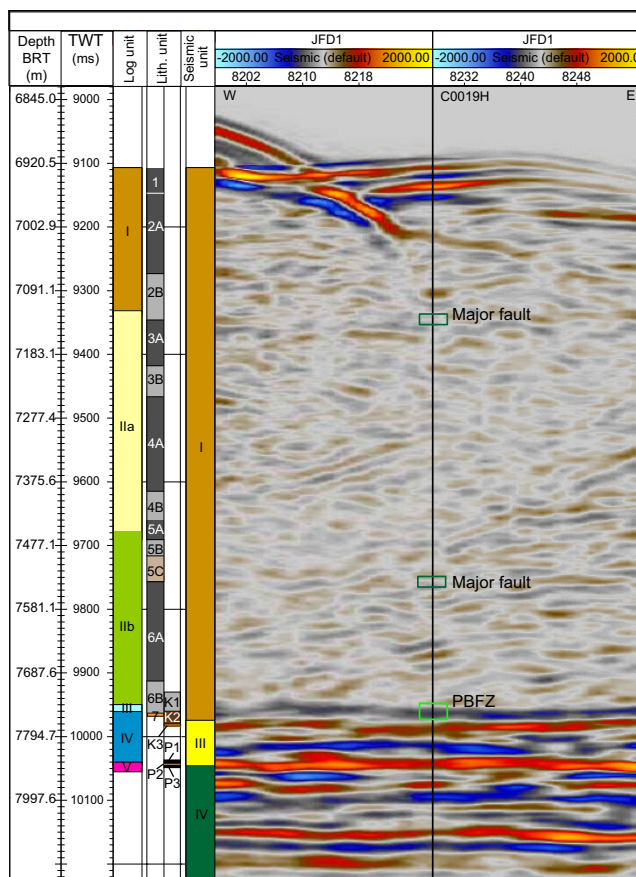 Depth BRT (m)
TWT (ms)
Log unit
Lith. unit
Seismic unit
JFD1 JFD1
-2000.00 Seismic (default) 2000.00 -2000.00 Seismic (default) 2000.0
8202 8210 8218 8232 8240 8248
W C0019H E
6845.0 9000
6920.5 9100
7002.9 9200
7091.1 9300
7183.1 9400
7277.4 9500
7375.6 9600
7477.1 9700
7581.1 9800
7687.6 9900
7794.7 10000
7997.6 10100
I
IIa
IIb
III
IV
V
1
2A
2B
3A
3B
4A
4B
5A
5B
5C
6A
6B
7
K1
K2
K3
P1
P2
P3
I
III
IV
Major fault
Major fault
PBFZ